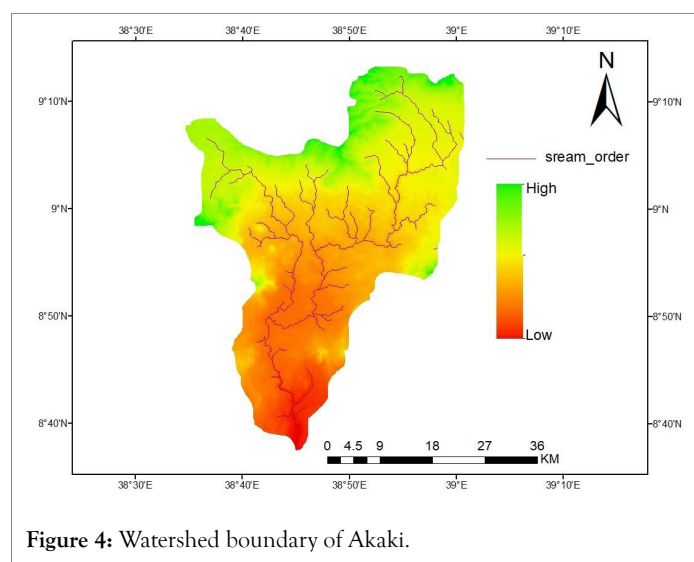 38°30'E 38°40'E 38°50'E 39°E 39°10'E
N
9°10'N 9°10'N
sream_order
High
9°N 9°N
8°50'N 8°50'N
Low
8°40'N 8°40'N
0 4.5 9 18 27 36
KM
38°30'E 38°40'E 38°50'E 39°E 39°10'E
Figure 4: Watershed boundary of Akaki.